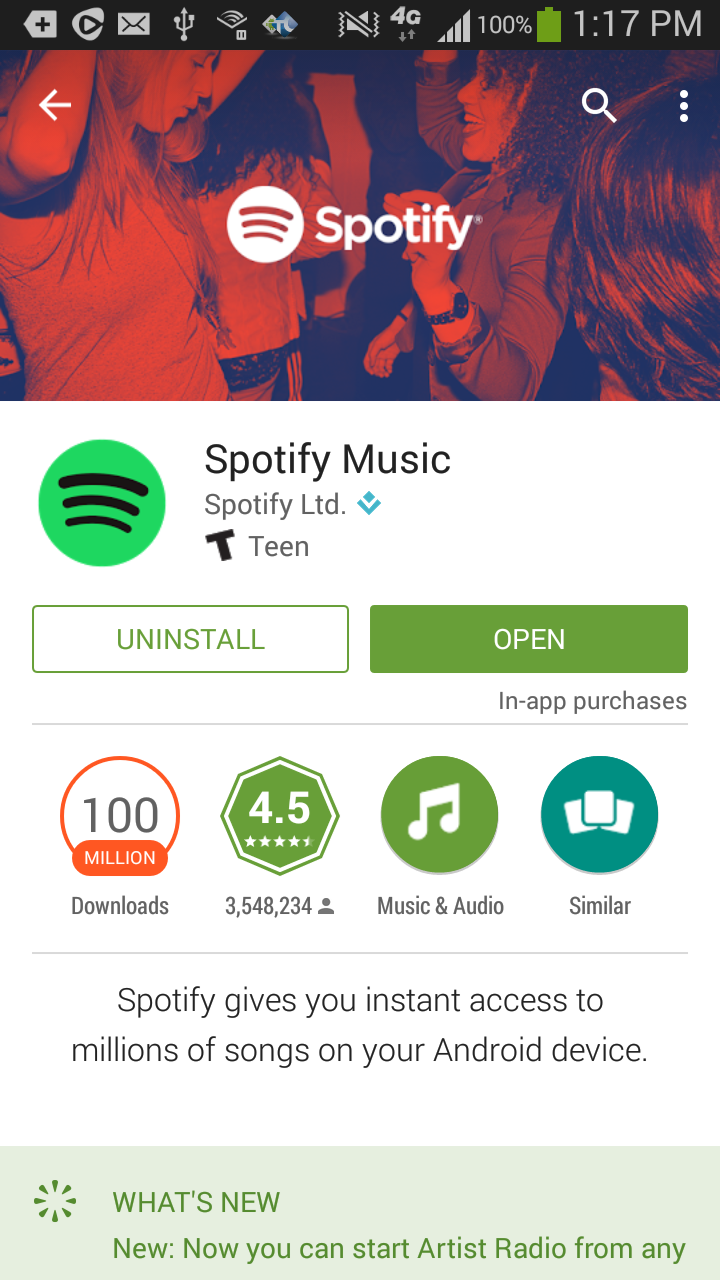 4G 100% 1:17 PM
Spotify®
Spotify Music
Spotify Ltd.
T Teen
UNINSTALL
OPEN
In-app purchases
100
MILLION
4.5
Downloads
3,548,234
Music & Audio
Similar
Spotify gives you instant access to
millions of songs on your Android device.
WHAT'S NEW
New: Now you can start Artist Radio from any